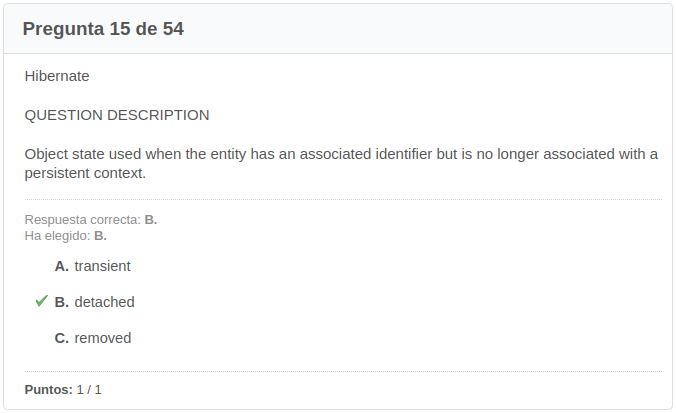 Pregunta 15 de 54
Hibernate
QUESTION DESCRIPTION
Object state used when the entity has an associated identifier but is no longer associated with a
persistent context.
Respuesta correcta: B.
Ha elegido: B.
A. transient
B. detached
C. removed
Puntos: 1 / 1